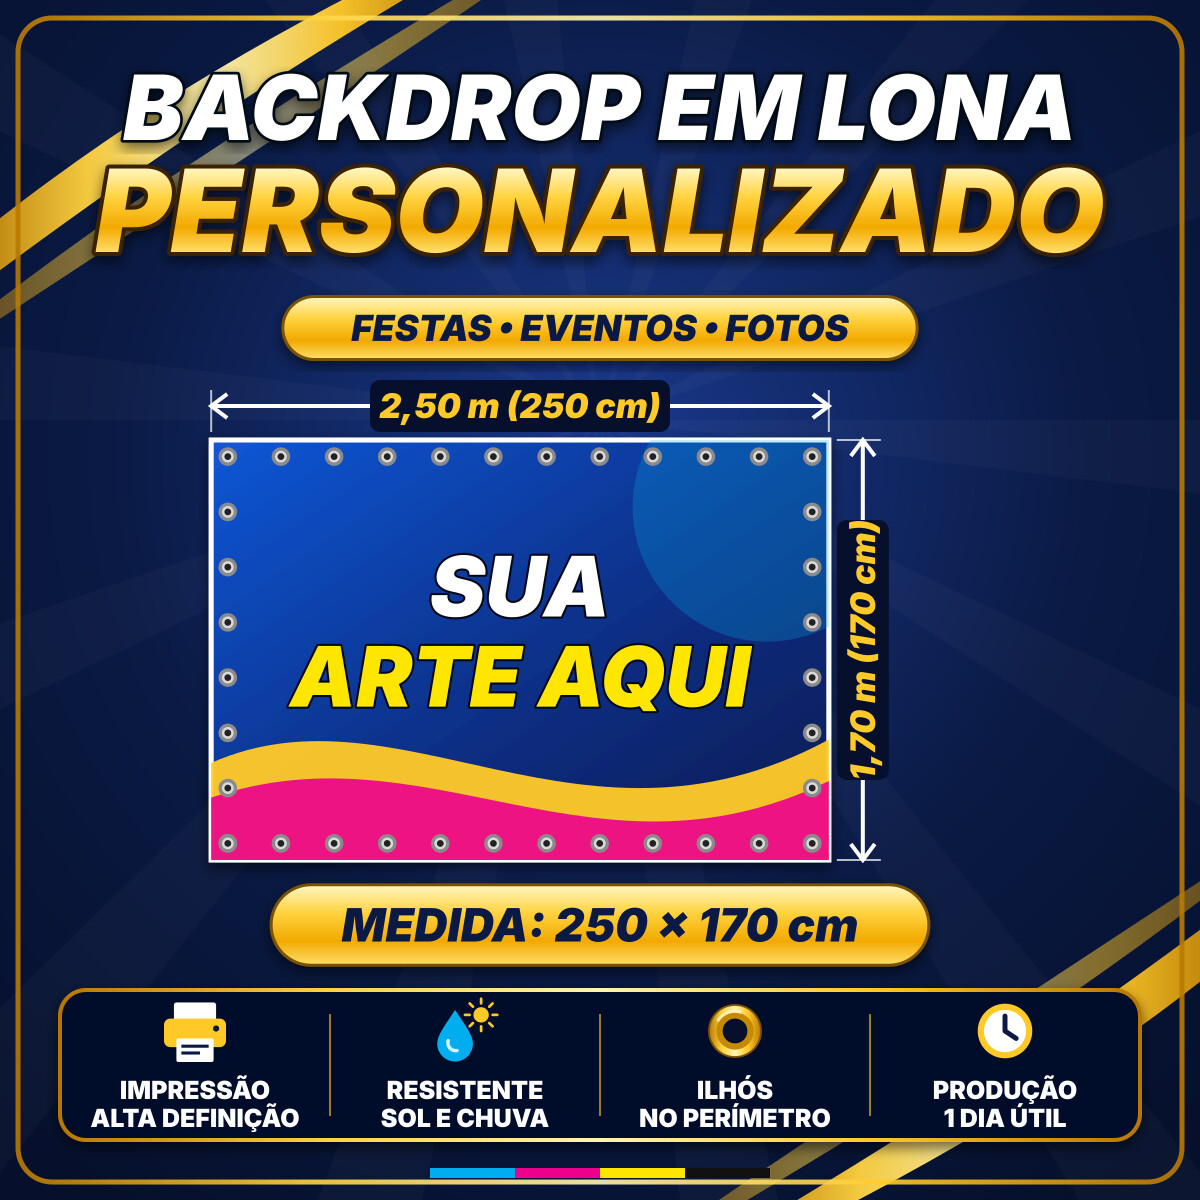 BACKDROP EM LONA
PERSONALIZADO
FESTAS • EVENTOS • FOTOS
2,50 m (250 cm)
SUA
ARTE AQUI
1,70 m (170 cm)
MEDIDA: 250 × 170 cm
IMPRESSÃO
ALTA DEFINIÇÃO
RESISTENTE
SOL E CHUVA
ILHÓS
NO PERÍMETRO
PRODUÇÃO
1 DIA ÚTIL